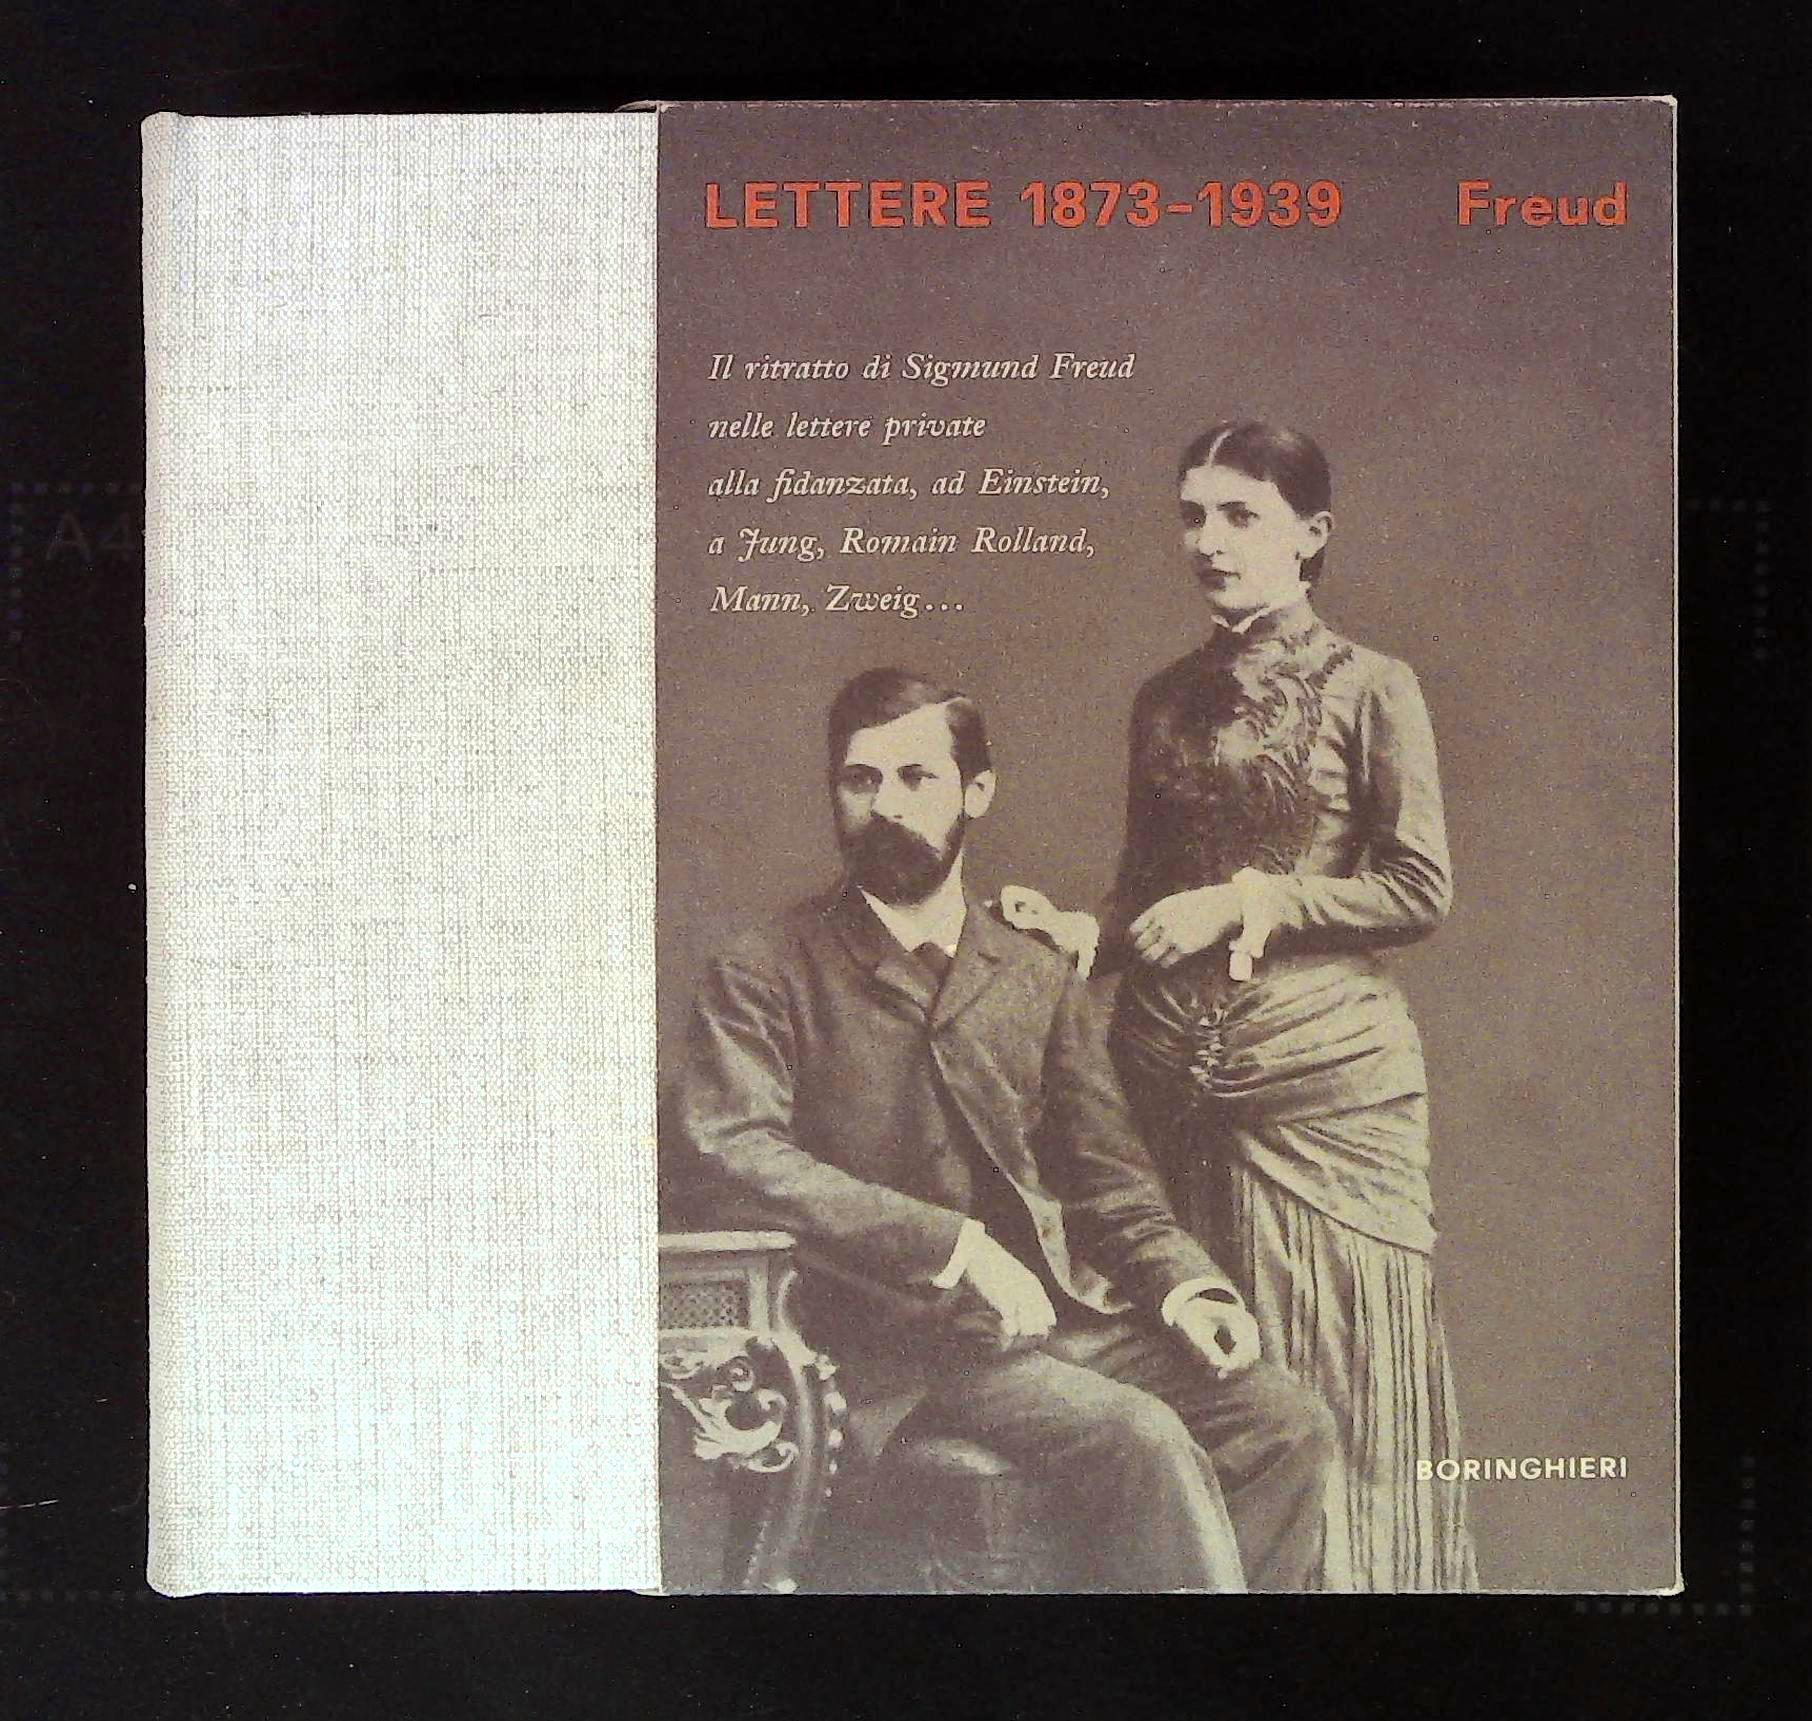 LETTERE 1873-1939 Freud
Il ritratto di Sigmund Freud
nelle lettere private
alla fidanzata, ad Einstein,
a Jung, Romain Rolland,
Mann, Zweig...
BORINGHIERI
A4